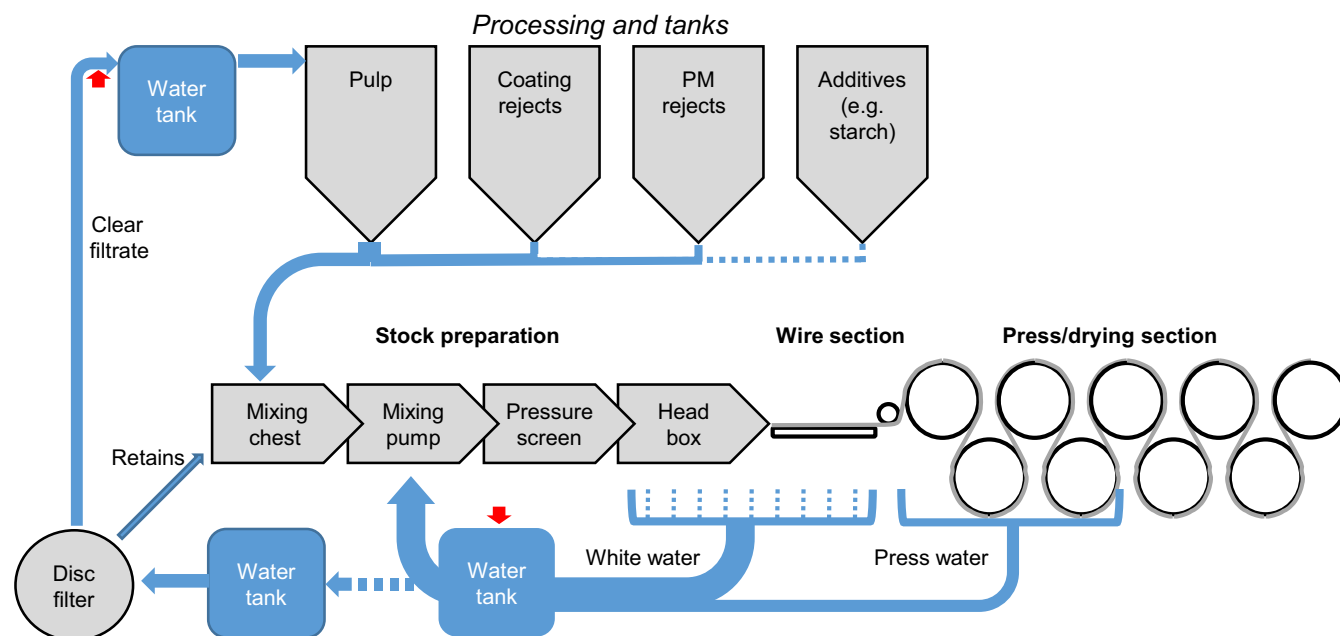 Processing and tanks
Water
tank
Pulp
Coating
rejects
PM
rejects
Additives
(e.g.
starch)
Clear
filtrate
Stock preparation
Wire section
Press/drying section
Mixing
chest
Mixing
pump
Pressure
screen
Head
box
Retains
White water
Press water
Disc
filter
Water
tank
Water
tank